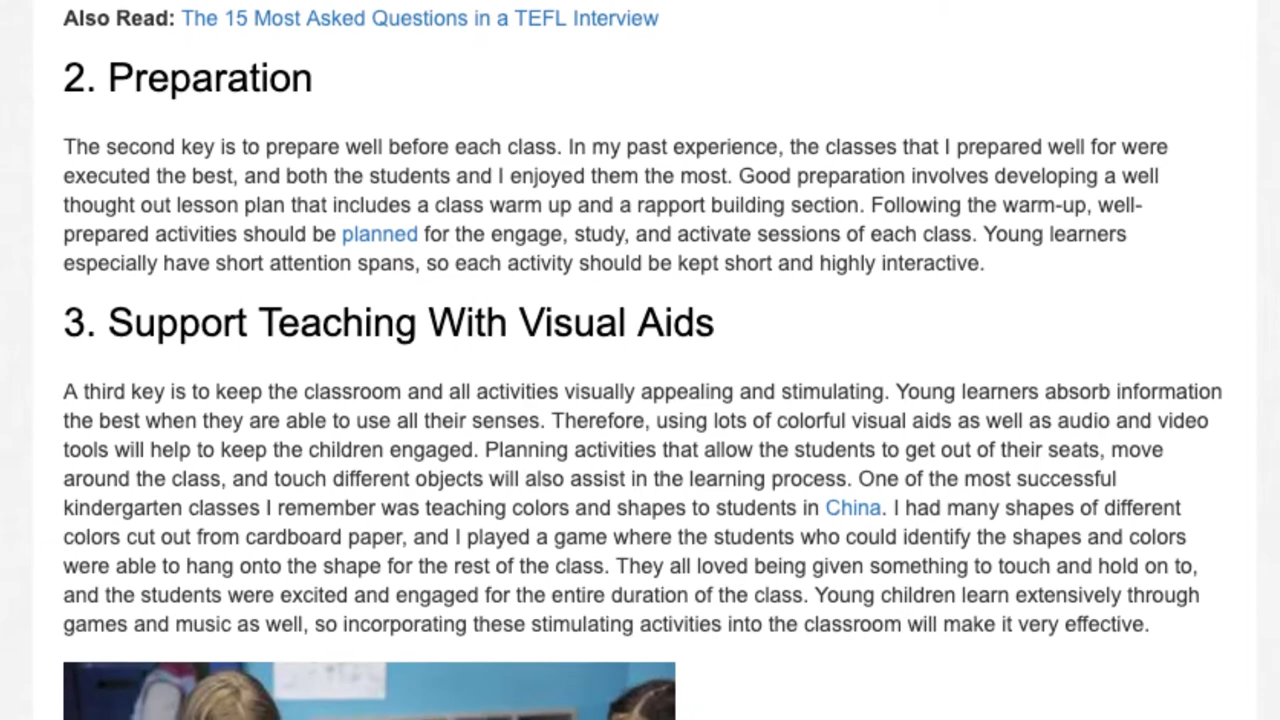 Also Read: The 15 Most Asked Questions in a TEFL Interview
2. Preparation
The second key is to prepare well before each class. In my past experience, the classes that I prepared well for were
executed the best, and both the students and I enjoyed them the most. Good preparation involves developing a well
thought out lesson plan that includes a class warm up and a rapport building section. Following the warm-up, well-
prepared activities should be planned for the engage, study, and activate sessions of each class. Young learners
especially have short attention spans, so each activity should be kept short and highly interactive.
3. Support Teaching With Visual Aids
A third key is to keep the classroom and all activities visually appealing and stimulating. Young learners absorb information
the best when they are able to use all their senses. Therefore, using lots of colorful visual aids as well as audio and video
tools will help to keep the children engaged. Planning activities that allow the students to get out of their seats, move
around the class, and touch different objects will also assist in the learning process. One of the most successful
kindergarten classes I remember was teaching colors and shapes to students in China. I had many shapes of different
colors cut out from cardboard paper, and I played a game where the students who could identify the shapes and colors
were able to hang onto the shape for the rest of the class. They all loved being given something to touch and hold on to,
and the students were excited and engaged for the entire duration of the class. Young children learn extensively through
games and music as well, so incorporating these stimulating activities into the classroom will make it very effective.